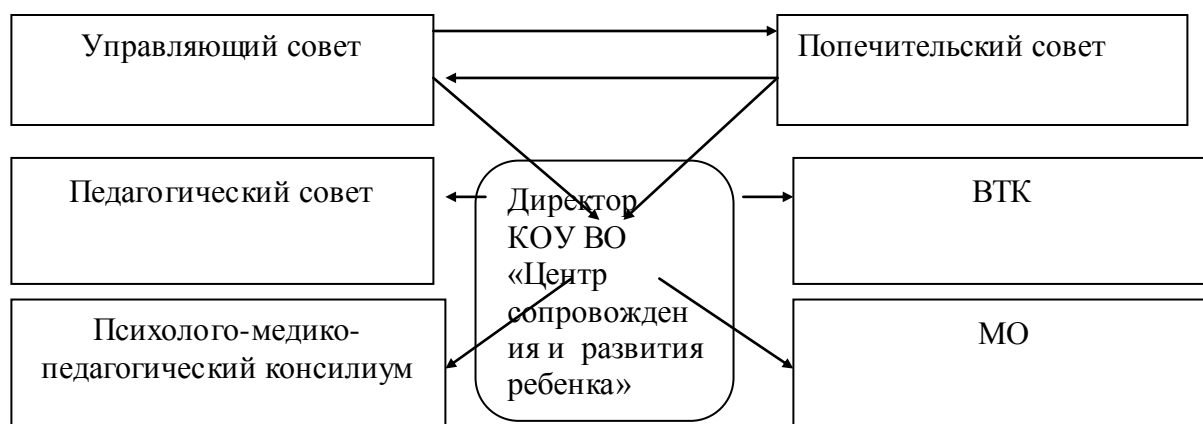 Управляющий совет
Попечительский совет
Педагогический совет
Директор
КОУ ВО
«Центр
сопровожден
ия и развития
ребенка»
ВТК
Психолого-медико-
педагогический консилиум
МО